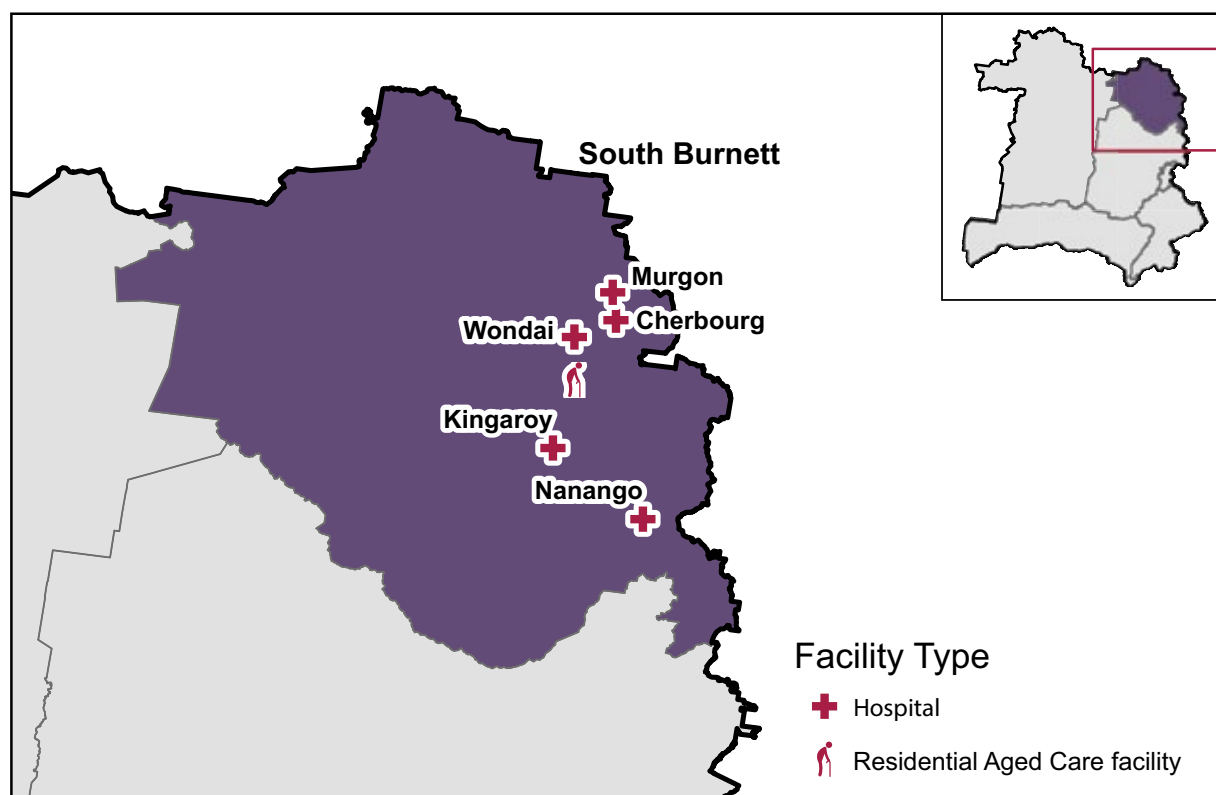 South Burnett
Murgon
Cherbourg
Wondai
Kingaroy
Nanango
Facility Type
Hospital
Residential Aged Care facility